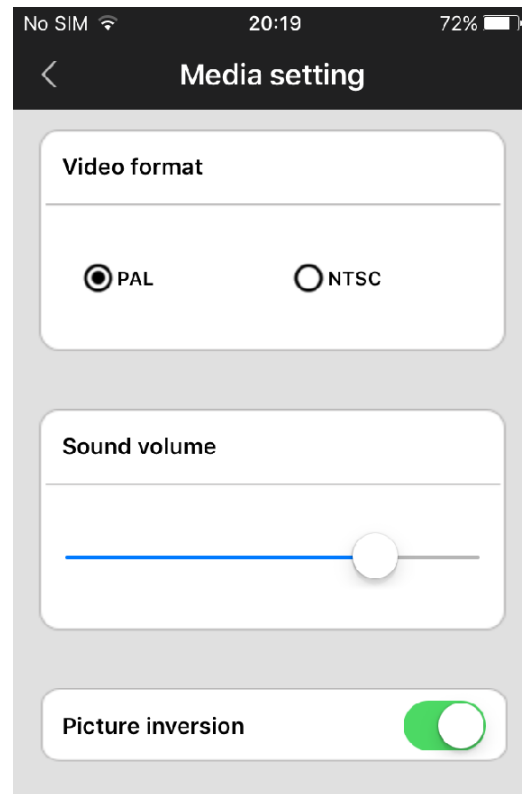 No SIM 20:19 72%
Media setting
Video format
PAL NTSC
Sound volume
Picture inversion